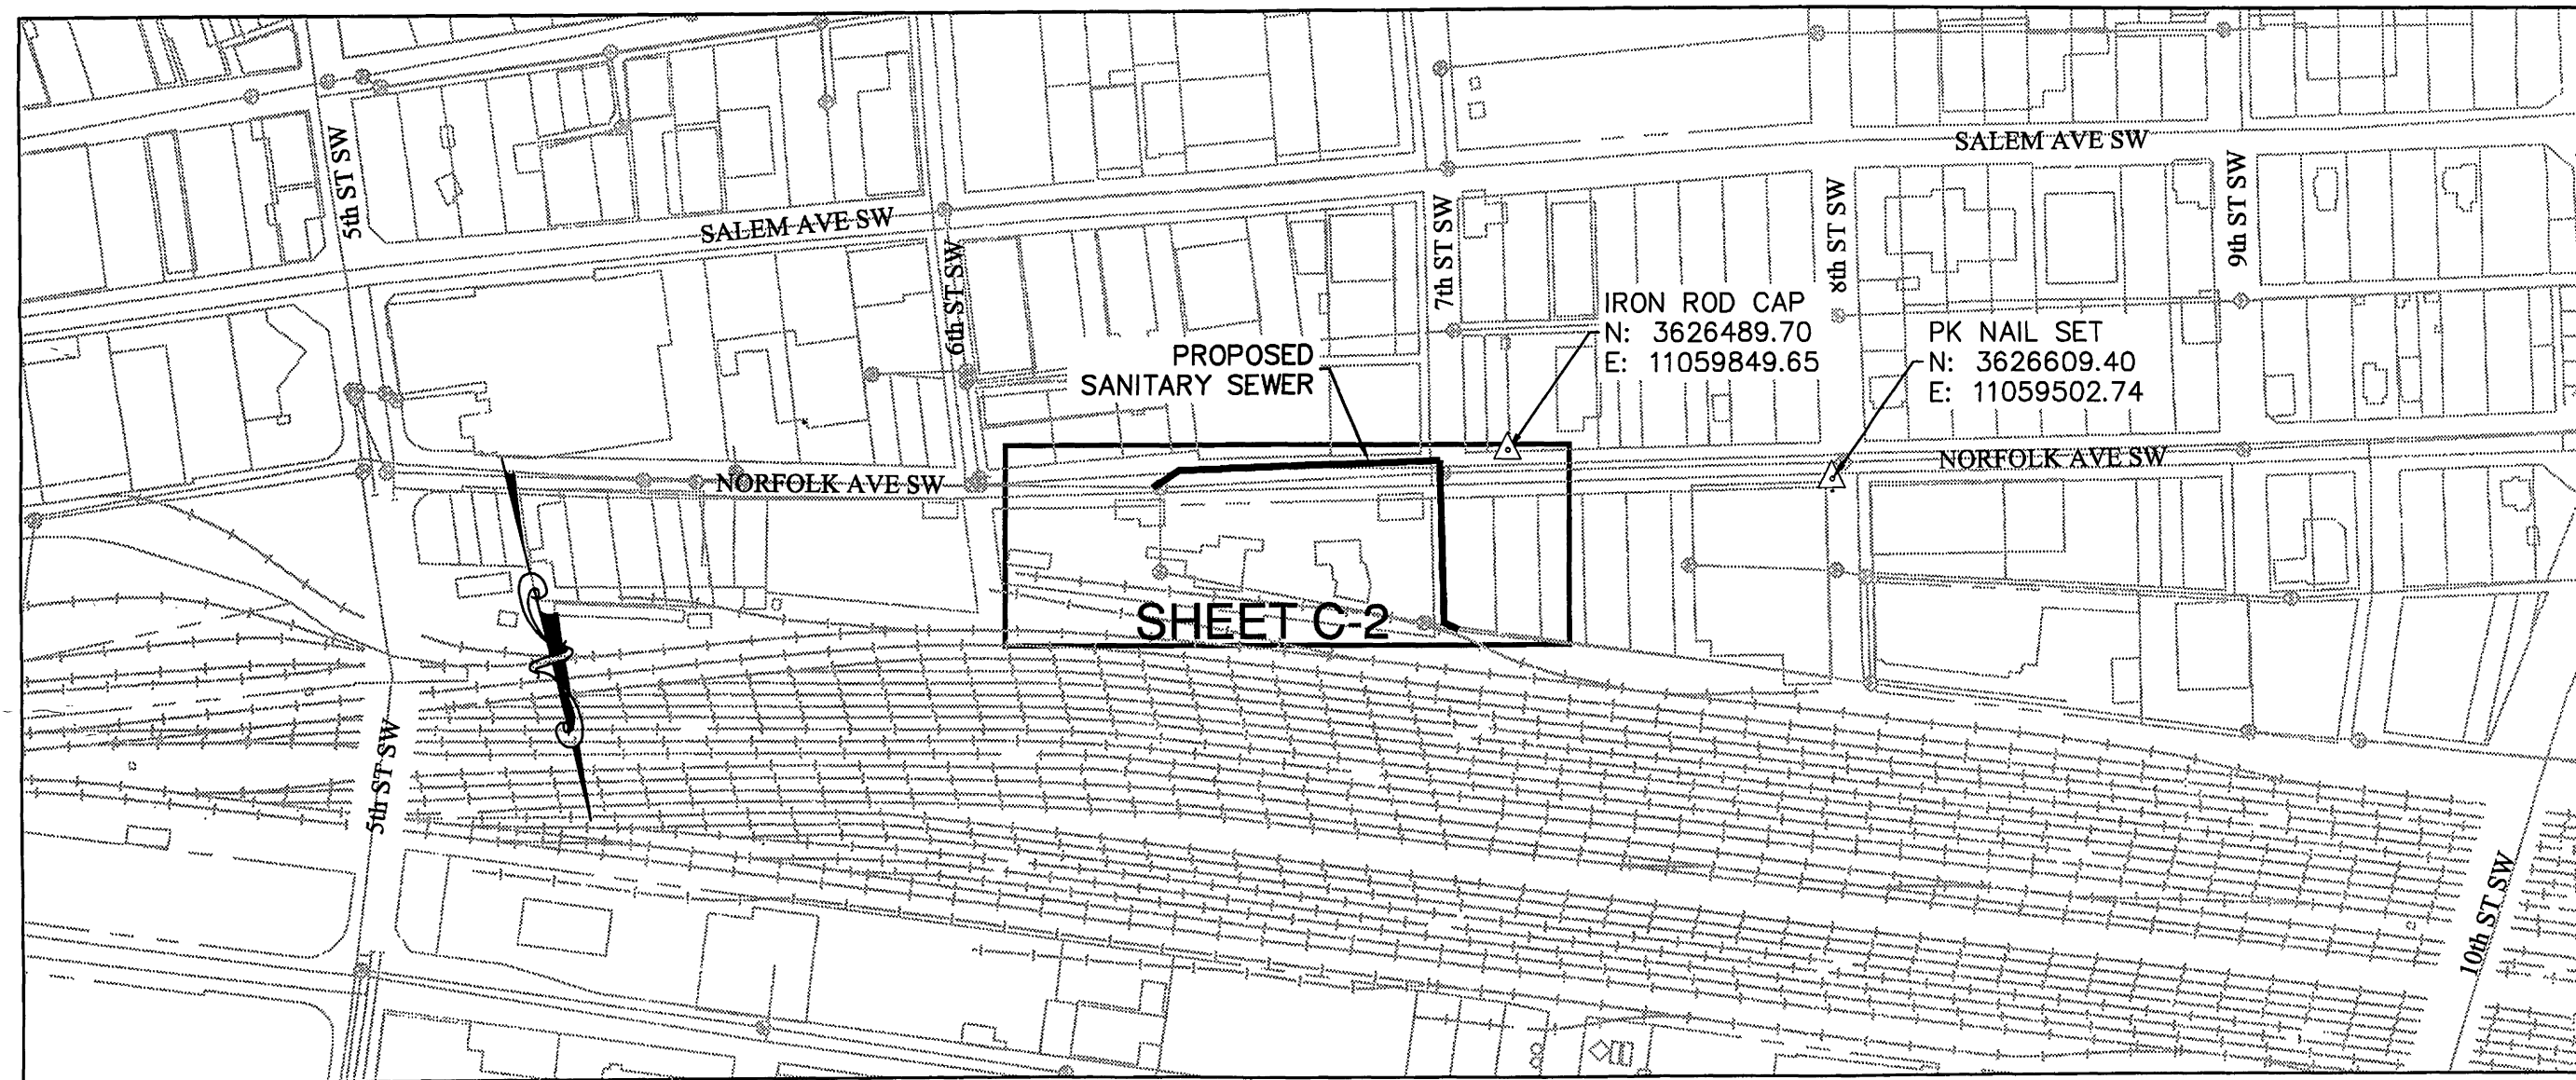 SALEM AVE SW
5th ST SW
9th ST SW
8th ST SW
7th ST SW
SALEM AVE SW
6th ST SW
IRON ROD CAP
N: 3626489.70
E: 11059849.65
PK NAIL SET
N: 3626609.40
E: 11059502.74
PROPOSED
SANITARY SEWER
NORFOLK AVE SW
NORFOLK AVE SW
SHEET C-2
5th ST SW
10th ST SW